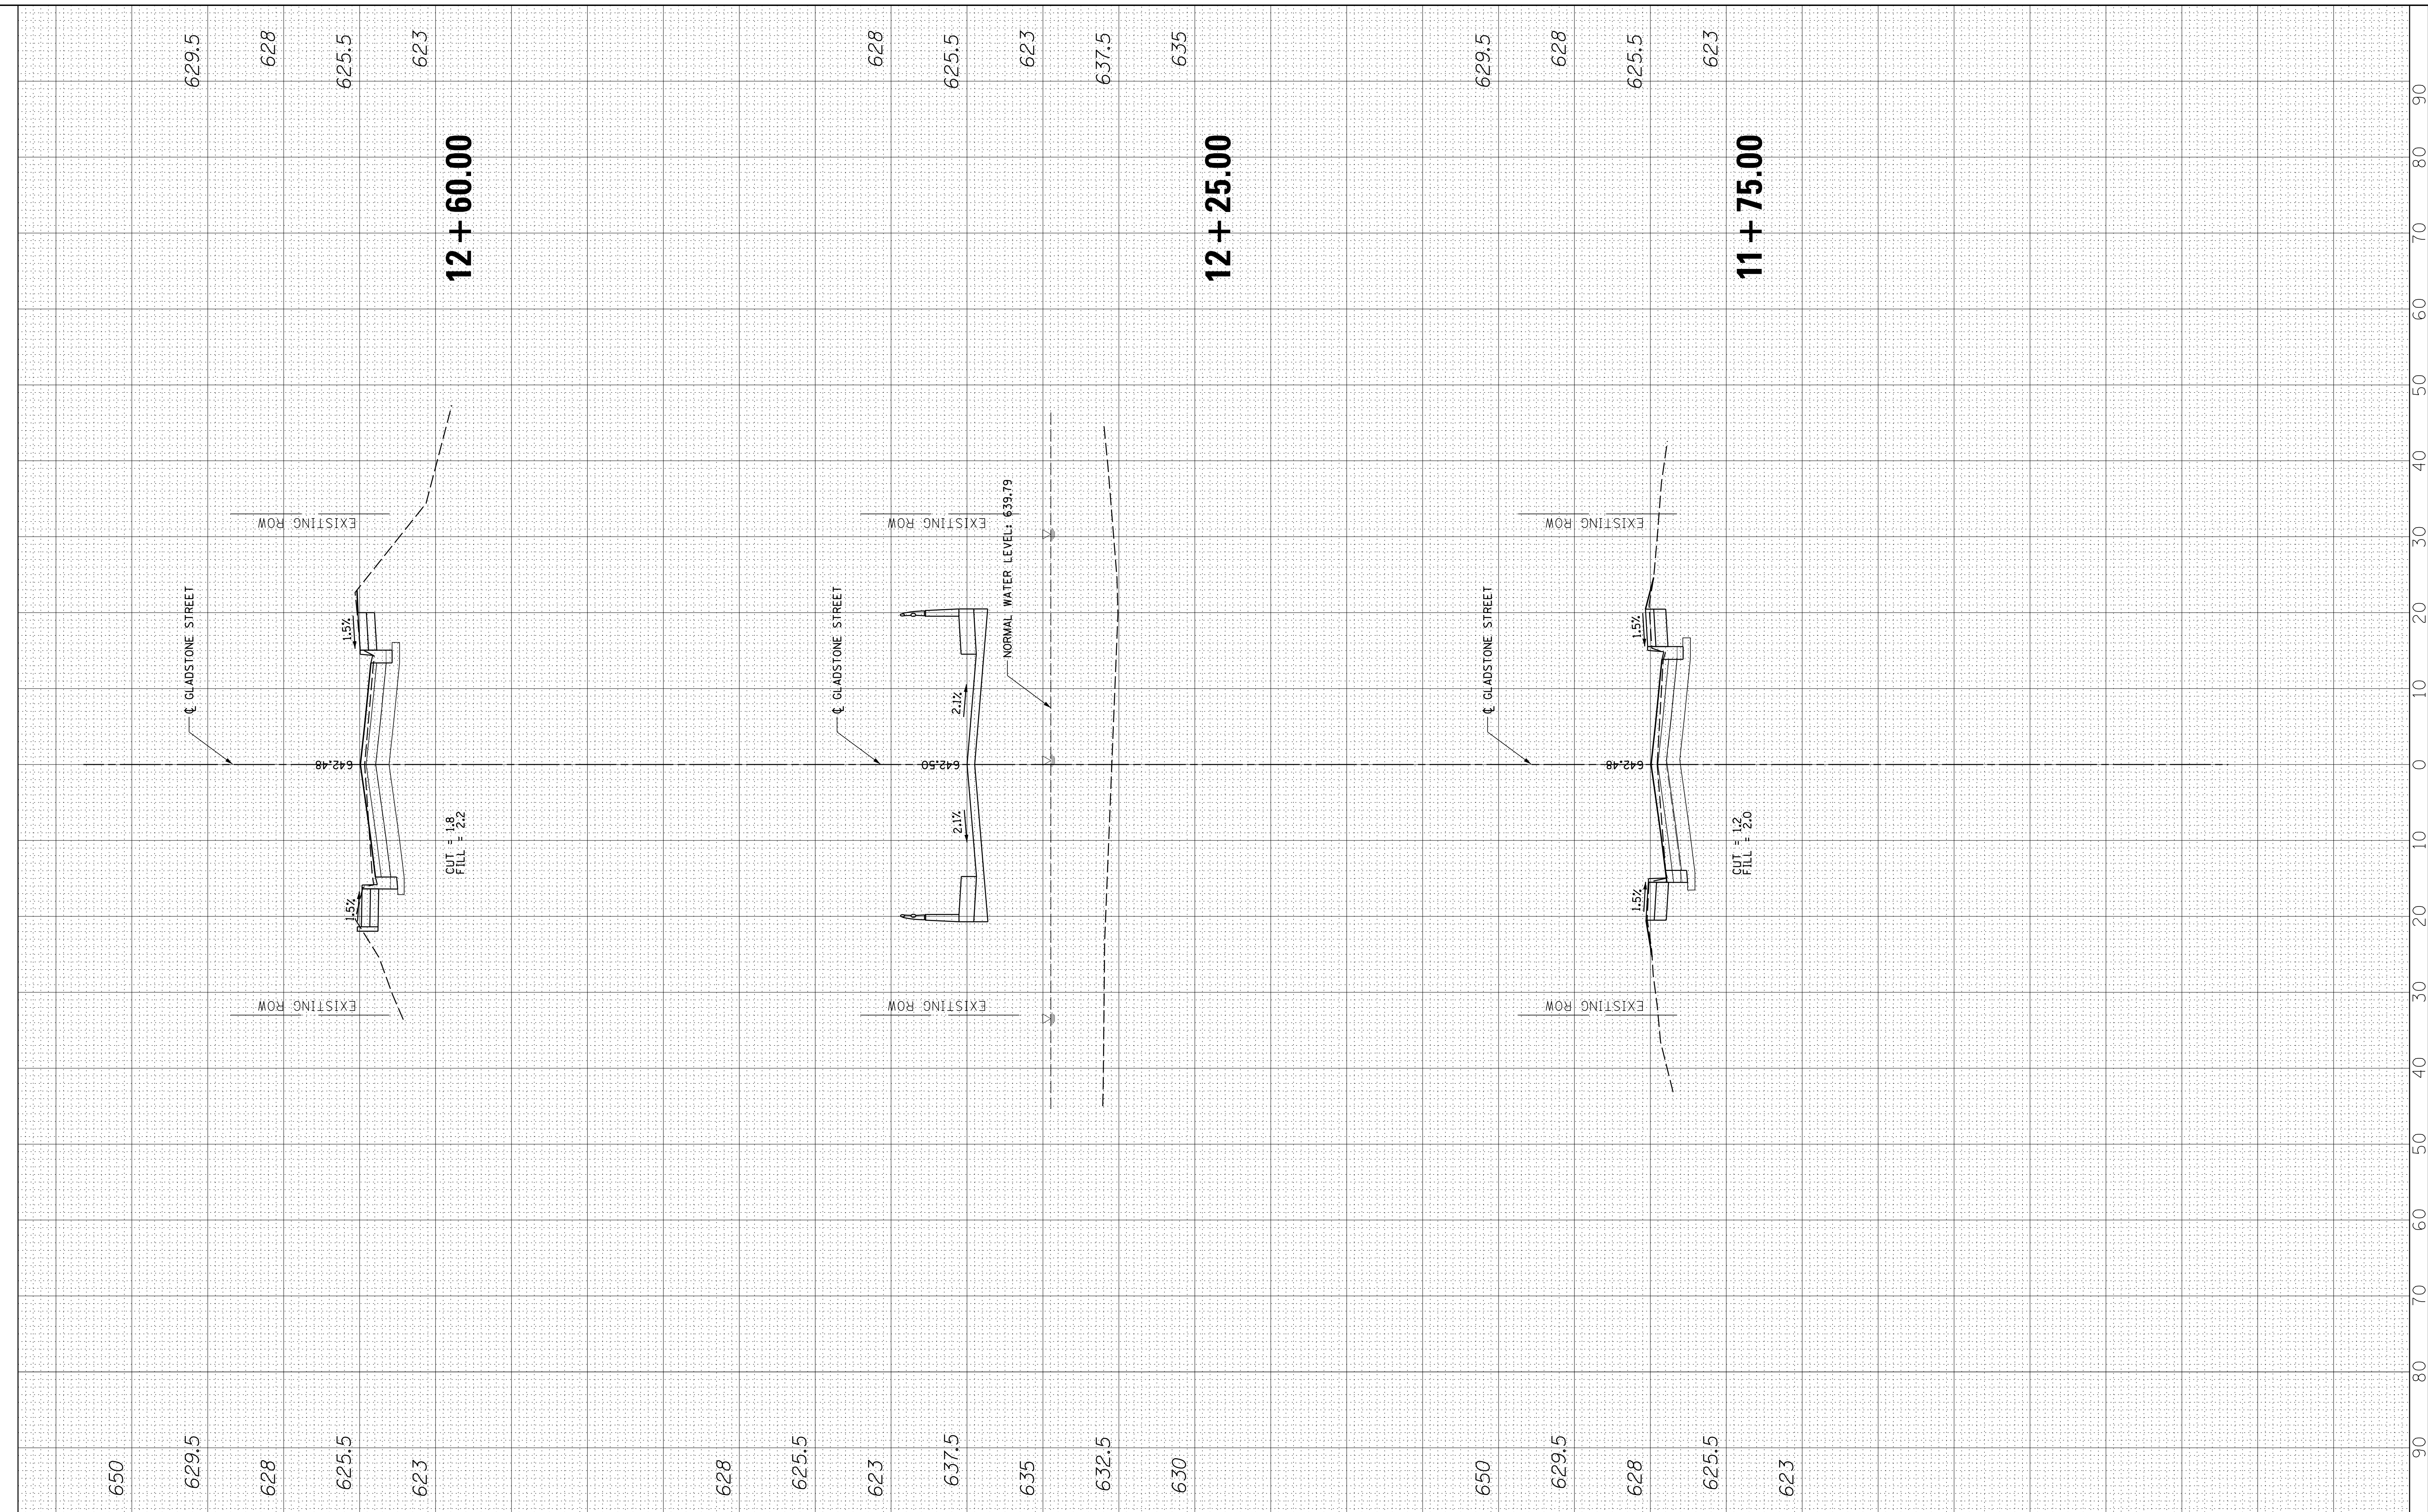 629.5
628
625.5
623
628
625.5
623
637.5
635
629.5
628
625.5
623
12 + 60.00
12 + 25.00
11 + 75.00
℄ GLADSTONE STREET
EXISTING ROW
1.5%
642.48
1.5%
CUT = 1.8
FILL = 2.2
EXISTING ROW
℄ GLADSTONE STREET
EXISTING ROW
NORMAL WATER LEVEL: 639.79
2.1%
642.50
2.1%
EXISTING ROW
℄ GLADSTONE STREET
EXISTING ROW
1.5%
642.48
1.5%
CUT = 1.2
FILL = 2.0
EXISTING ROW
650
629.5
628
625.5
623
628
625.5
623
637.5
635
632.5
630
650
629.5
628
625.5
623
90 80 70 60 50 40 30 20 10 0 10 20 30 40 50 60 70 80 90